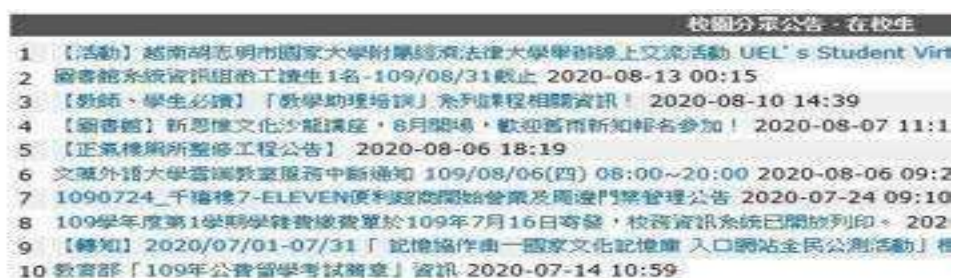 校園分眾公告 - 在校生
1 【活動】越南胡志明市國家大學附屬經濟法律大學舉辦線上交流活動 UEL's Student Virt
2 圖書館系統資訊組徵工讀生1名-109/08/31截止 2020-08-13 00:15
3 【教師、學生必讀】「教學助理培訓」系列課程相關資訊! 2020-08-10 14:39
4 【圖書館】新思惟文化沙龍講座,8月開場,歡迎舊雨新知報名參加! 2020-08-07 11:1
5 【正氣樓廁所整修工程公告】 2020-08-06 18:19
6 文藻外語大學雲端教室服務中斷通知 109/08/06(四) 08:00~20:00 2020-08-06 09:2
7 1090724_千禧樓7-ELEVEN便利超商開始營業及周邊門禁管理公告 2020-07-24 09:10
8 109學年度第1學期學雜費繳費單於109年7月16日寄發,校務資訊系統已開放列印。 202
9 【轉知】2020/07/01-07/31「 記憶協作曲—國家文化記憶庫 入口網站全民公測活動」
10 教育部「109年公費留學考試簡章」資訊 2020-07-14 10:59